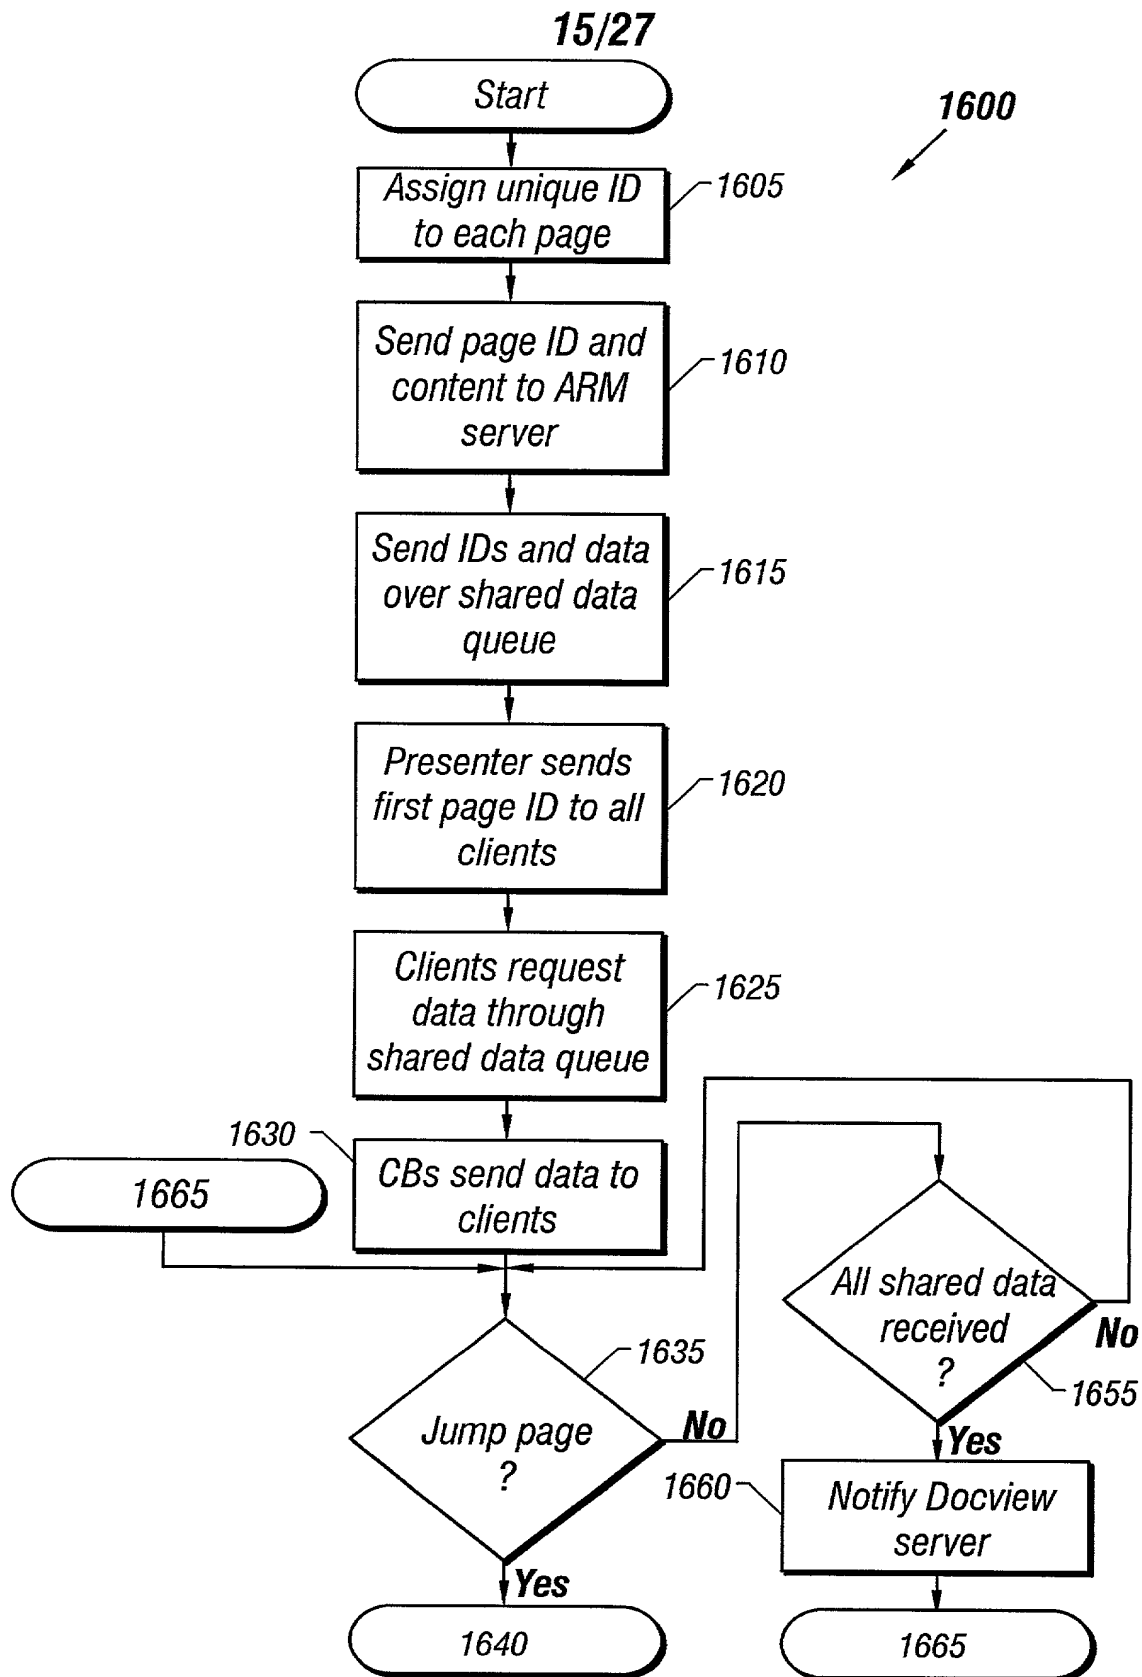 15/27
Start
1600
Assign unique ID
to each page
1605
Send page ID and
content to ARM
server
1610
Send IDs and data
over shared data
queue
1615
Presenter sends
first page ID to all
clients
1620
Clients request
data through
shared data queue
1625
1630
CBs send data to
clients
1665
All shared data
received
?
No
1655
1635
Jump page
?
No
Yes
1660
Notify Docview
server
Yes
1640
1665